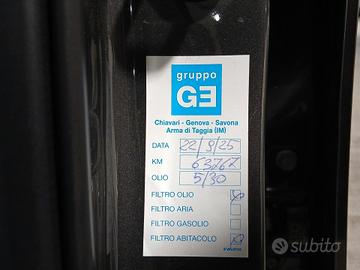 gruppo
GE
Chiavari - Genova - Savona
Arma di Taggia (IM)
DATA 22/9/25
KM 63767
OLIO 5/30
FILTRO OLIO
FILTRO ARIA
FILTRO GASOLIO
FILTRO ABITACOLO
subito